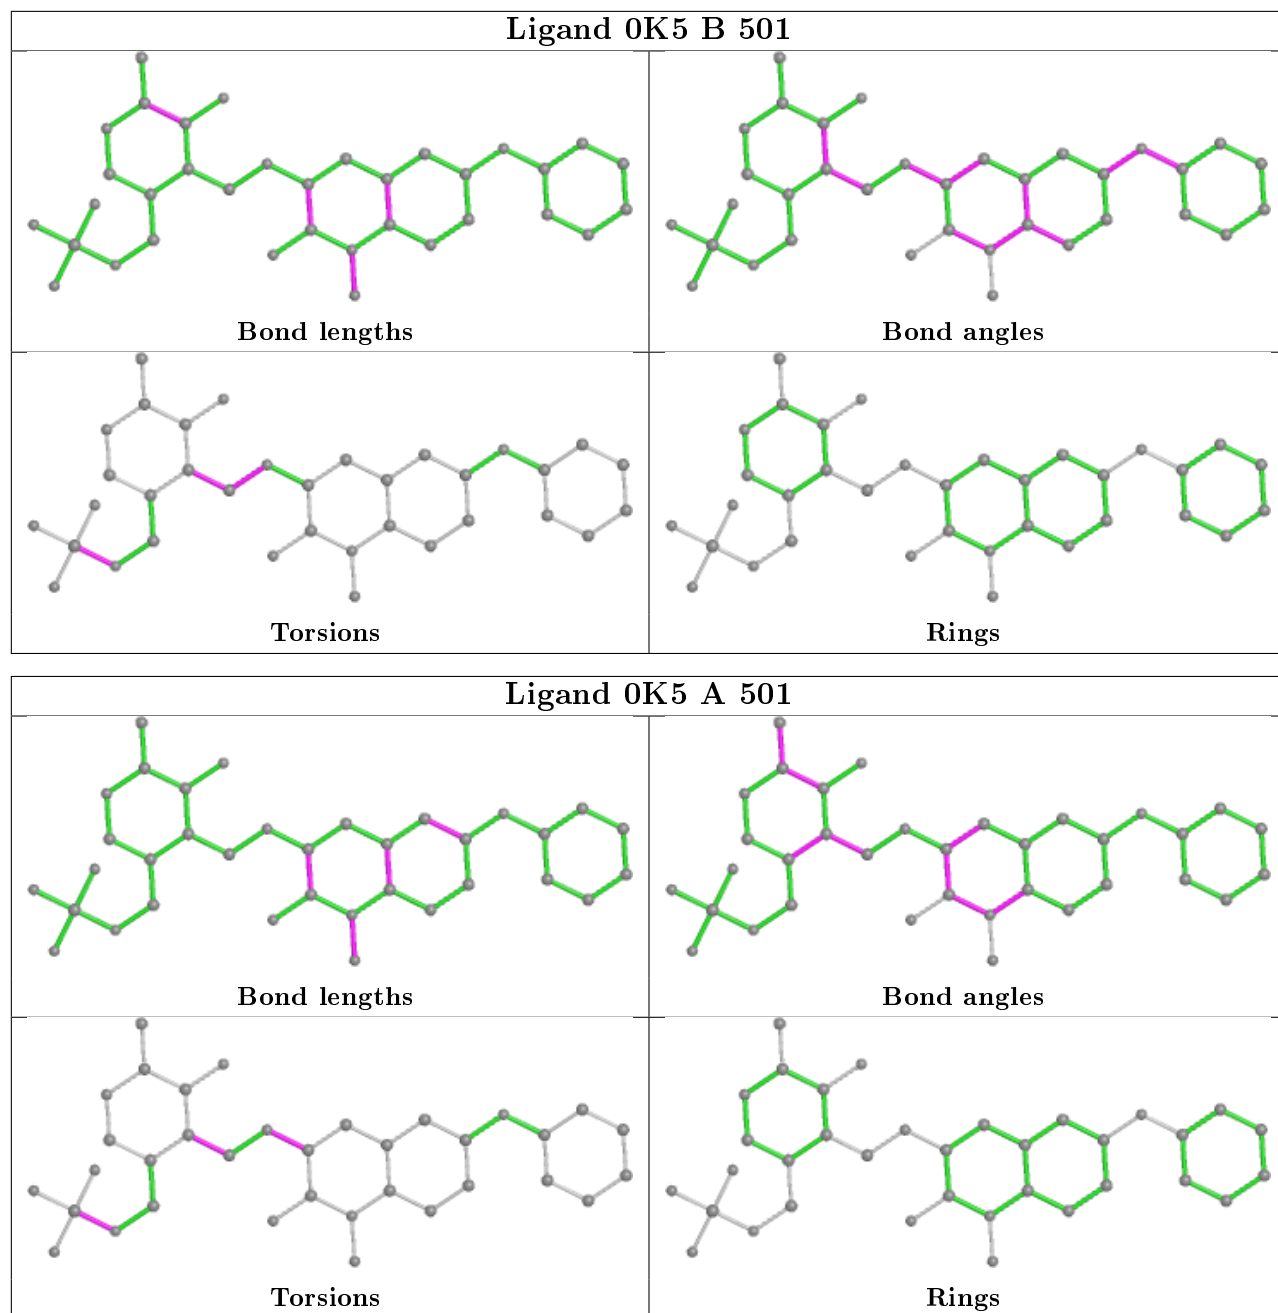 Ligand 0K5 B 501
Bond lengths
Bond angles
Torsions
Rings
Ligand 0K5 A 501
Bond lengths
Bond angles
Torsions
Rings